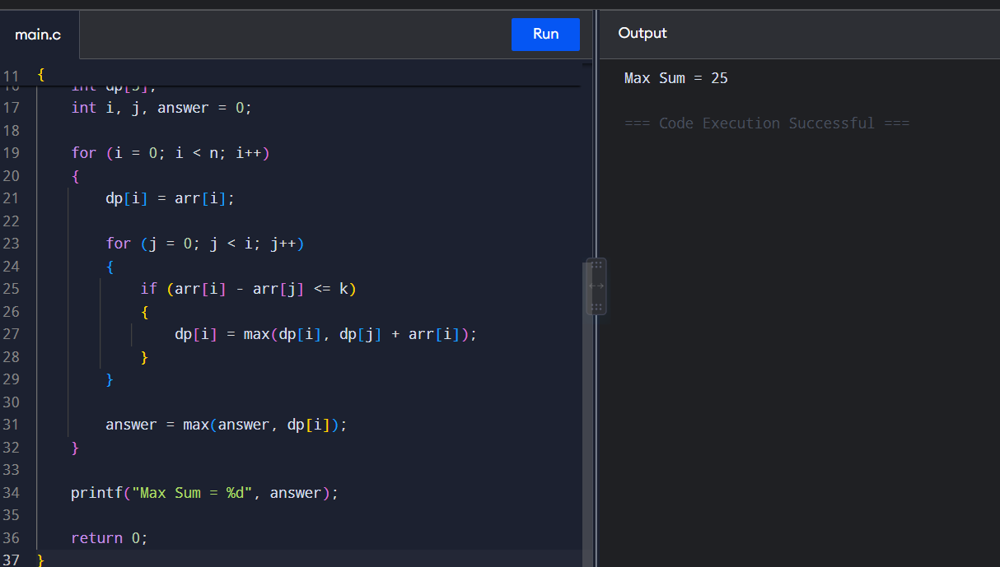 main.c
Run
11 {
int dp[5];
17 int i, j, answer = 0;
18
19 for (i = 0; i < n; i++)
20 {
21 dp[i] = arr[i];
22
23 for (j = 0; j < i; j++)
24 {
25 if (arr[i] - arr[j] <= k)
26 {
27 dp[i] = max(dp[i], dp[j] + arr[i]);
28 }
29 }
30
31 answer = max(answer, dp[i]);
32 }
33
34 printf("Max Sum = %d", answer);
35
36 return 0;
37 }
Output
Max Sum = 25
=== Code Execution Successful ===